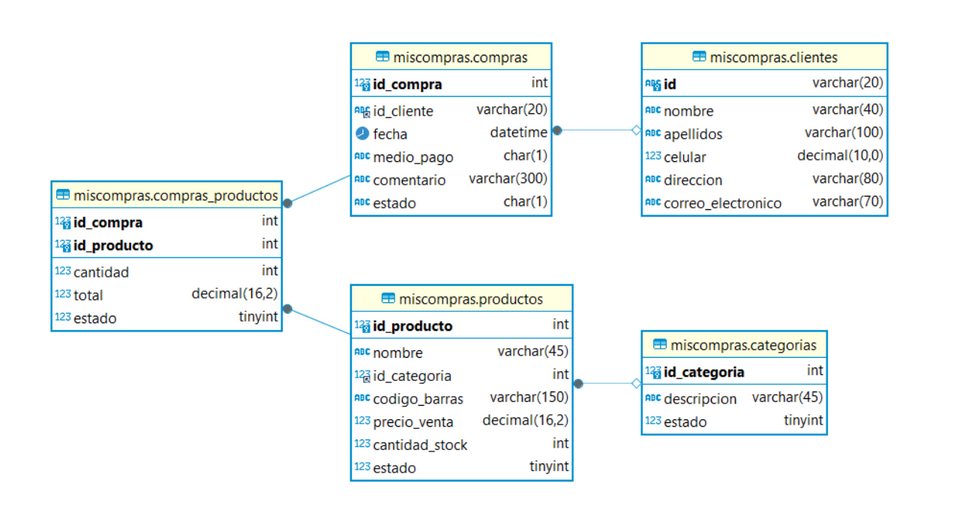 miscompras.compras
id_compra int
id_cliente varchar(20)
fecha datetime
medio_pago char(1)
comentario varchar(300)
estado char(1)
miscompras.clientes
id varchar(20)
nombre varchar(40)
apellidos varchar(100)
celular decimal(10,0)
direccion varchar(80)
correo_electronico varchar(70)
miscompras.compras_productos
id_compra int
id_producto int
cantidad int
total decimal(16,2)
estado tinyint
miscompras.productos
id_producto int
nombre varchar(45)
id_categoria int
codigo_barras varchar(150)
precio_venta decimal(16,2)
cantidad_stock int
estado tinyint
miscompras.categorias
id_categoria int
descripcion varchar(45)
estado tinyint